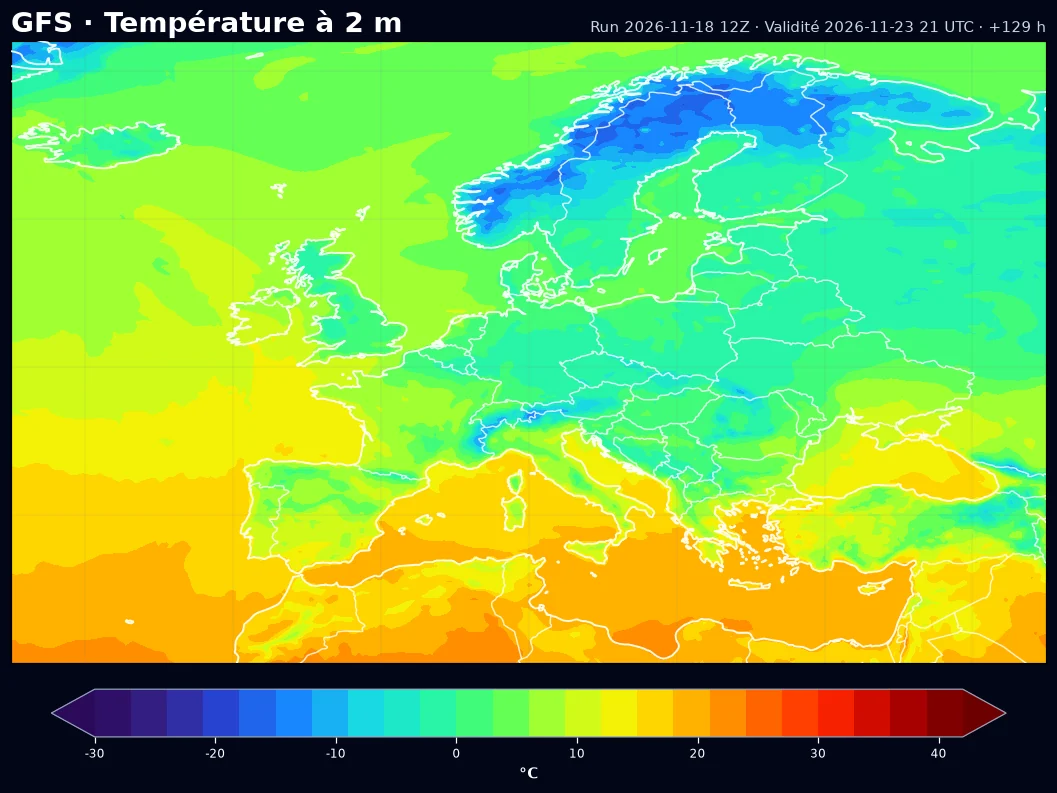 GFS · Température à 2 m
Run 2026-11-18 12Z · Validité 2026-11-23 21 UTC · +129 h
-30 -20 -10 0 10 20 30 40
°C